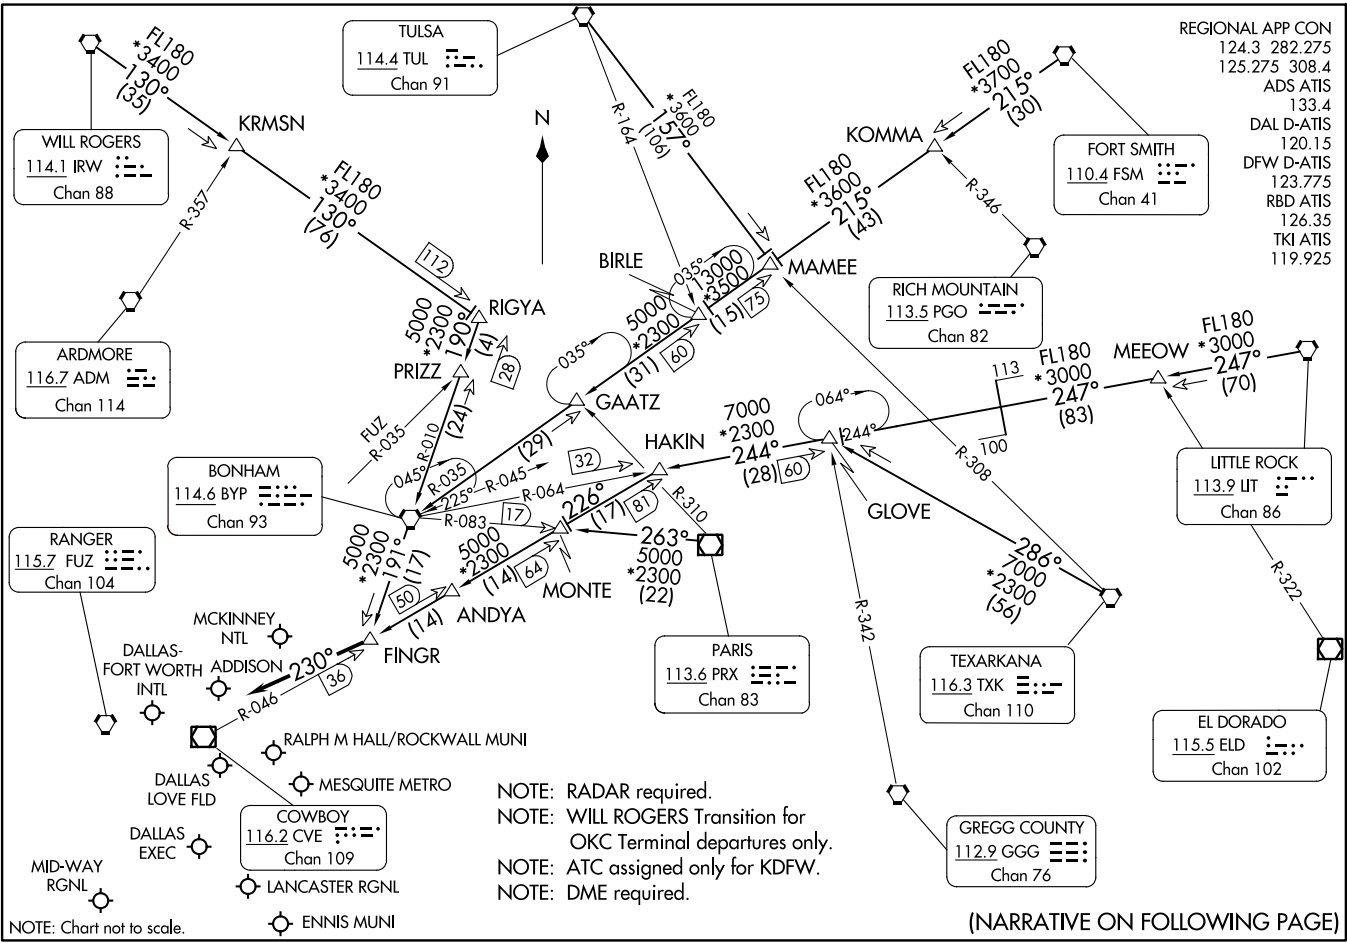 TULSA
114.4 TUL
Chan 91
REGIONAL APP CON
124.3 282.275
125.275 308.4
ADS ATIS
133.4
DAL D-ATIS
120.15
DFW D-ATIS
123.775
RBD ATIS
126.35
TKI ATIS
119.925
FL180
*3400
130°
(35)
WILL ROGERS
114.1 IRW
Chan 88
KRMSN
FL180
*3400
130°
(76)
R-357
N
R-164
FL180
*3600
157°
(106)
FL180
*3700
215°
(30)
KOMMA
FORT SMITH
110.4 FSM
Chan 41
FL180
*3600
215°
(43)
R-346
RICH MOUNTAIN
113.5 PGO
Chan 82
MAMEE
BIRLE
035°
13000
*3500
(15)
75
112
RIGYA
5000
*2300
190°
(4)
28
PRIZZ
ARDMORE
116.7 ADM
Chan 114
5000
*2300
(31)
60
035°
GAATZ
FUZ
R-035
R-010
(24)
(29)
FL180
*3000
247°
(70)
MEEOW
113
FL180
*3000
247°
(83)
100
064°
244°
7000
*2300
244°
(28)
60
HAKIN
GLOVE
R-308
LITTLE ROCK
113.9 LIT
Chan 86
R-322
BONHAM
114.6 BYP
Chan 93
045°
R-035
225°
R-045
R-064
32
R-083
17
226°
(17)
81
R-310
263°
5000
*2300
(22)
MONTE
286°
7000
*2300
(56)
RANGER
115.7 FUZ
Chan 104
5000
*2300
191°
(17)
5000
*2300
(14)
64
50
(14)
ANDYA
FINGR
R-342
PARIS
113.6 PRX
Chan 83
TEXARKANA
116.3 TXK
Chan 110
EL DORADO
115.5 ELD
Chan 102
MCKINNEY
NTL
DALLAS-
FORT WORTH
INTL
ADDISON
230°
R-046
36
RALPH M HALL/ROCKWALL MUNI
MESQUITE METRO
DALLAS
LOVE FLD
COWBOY
116.2 CVE
Chan 109
DALLAS
EXEC
MID-WAY
RGNL
LANCASTER RGNL
ENNIS MUNI
GREGG COUNTY
112.9 GGG
Chan 76
NOTE: RADAR required.
NOTE: WILL ROGERS Transition for
OKC Terminal departures only.
NOTE: ATC assigned only for KDFW.
NOTE: DME required.
NOTE: Chart not to scale.
(NARRATIVE ON FOLLOWING PAGE)